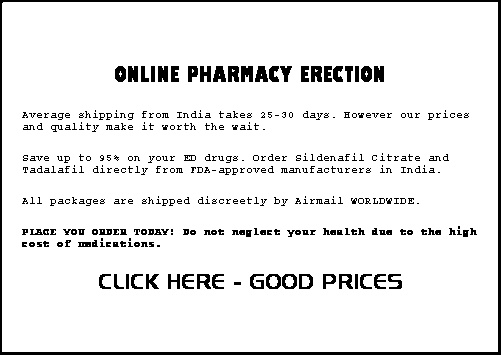 ONLINE PHARMACY ERECTION
Average shipping from India takes 25-30 days. However our prices
and quality make it worth the wait.
Save up to 95% on your ED drugs. Order Sildenafil Citrate and
Tadalafil directly from FDA-approved manufacturers in India.
All packages are shipped discreetly by Airmail WORLDWIDE.
PLACE YOU ORDER TODAY! Do not neglect your health due to the high
cost of medications.
CLICK HERE - GOOD PRICES